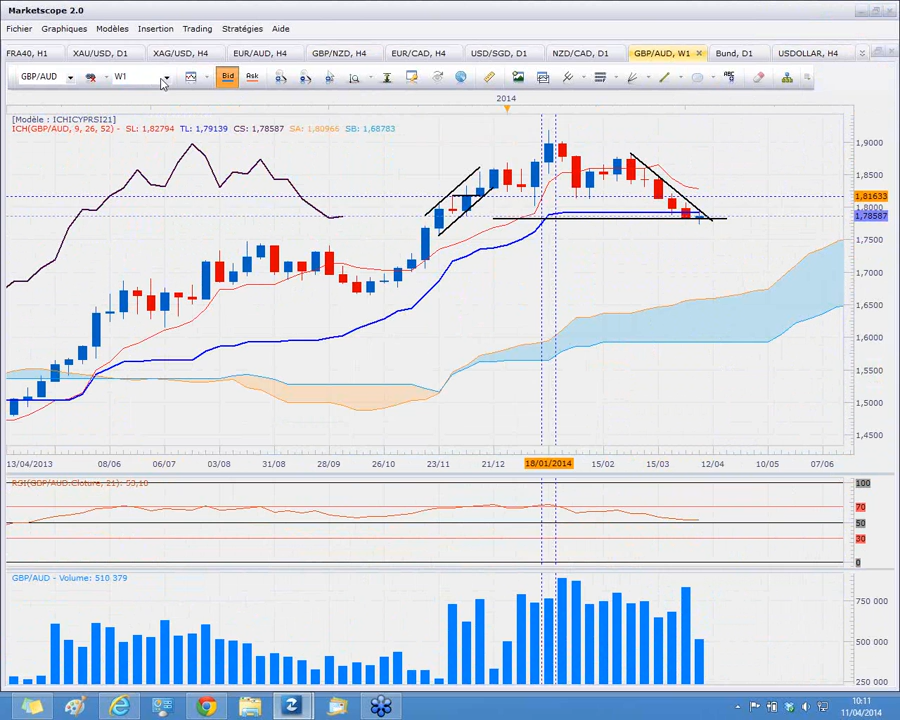 Marketscope 2.0
Fichier Graphiques Modèles Insertion Trading Stratégies Aide
FRA40, H1 XAU/USD, D1 XAG/USD, H4 EUR/AUD, H4 GBP/NZD, H4 EUR/CAD, H4 USD/SGD, D1 NZD/CAD, D1 GBP/AUD, W1 Bund, D1 USDOLLAR, H4
GBP/AUD W1 Bid Ask
2014
[Modèle : ICHICYPRSI21]
ICH(GBP/AUD, 9, 26, 52) - SL: 1,82794 TL: 1,79139 CS: 1,78587 SA: 1,80966 SB: 1,68783
1,9000
1,8500
1,81633
1,8000
1,78587
1,7500
1,7000
1,6500
1,6000
1,5500
1,5000
1,4500
13/04/2013 08/06 06/07 03/08 31/08 28/09 26/10 23/11 21/12 18/01/2014 15/02 15/03 12/04 10/05 07/06
RSI(GBP/AUD.Cloture, 21): 53,10
100
70
50
30
0
GBP/AUD - Volume: 510 379
750 000
500 000
250 000
10:11
11/04/2014